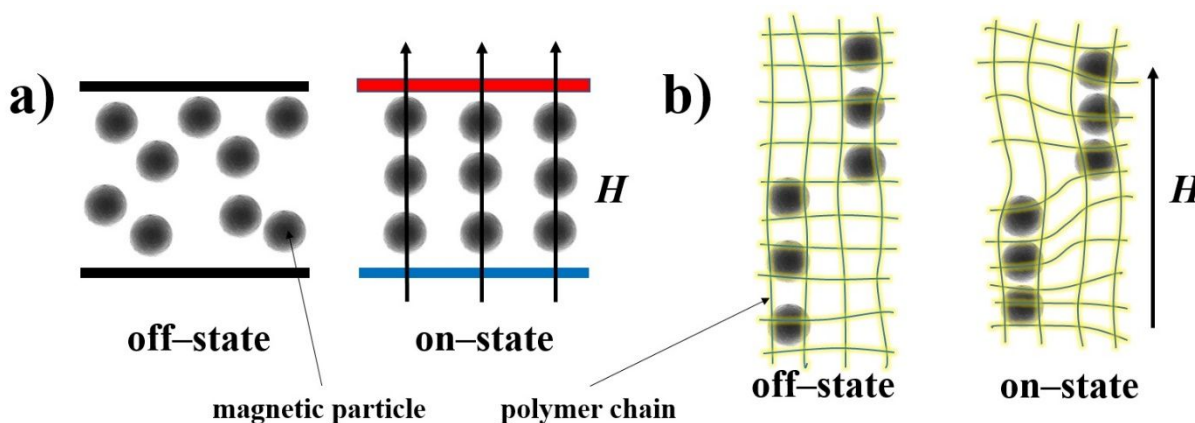 a)
H
off–state
on–state
magnetic particle
polymer chain
b)
H
off–state
on–state